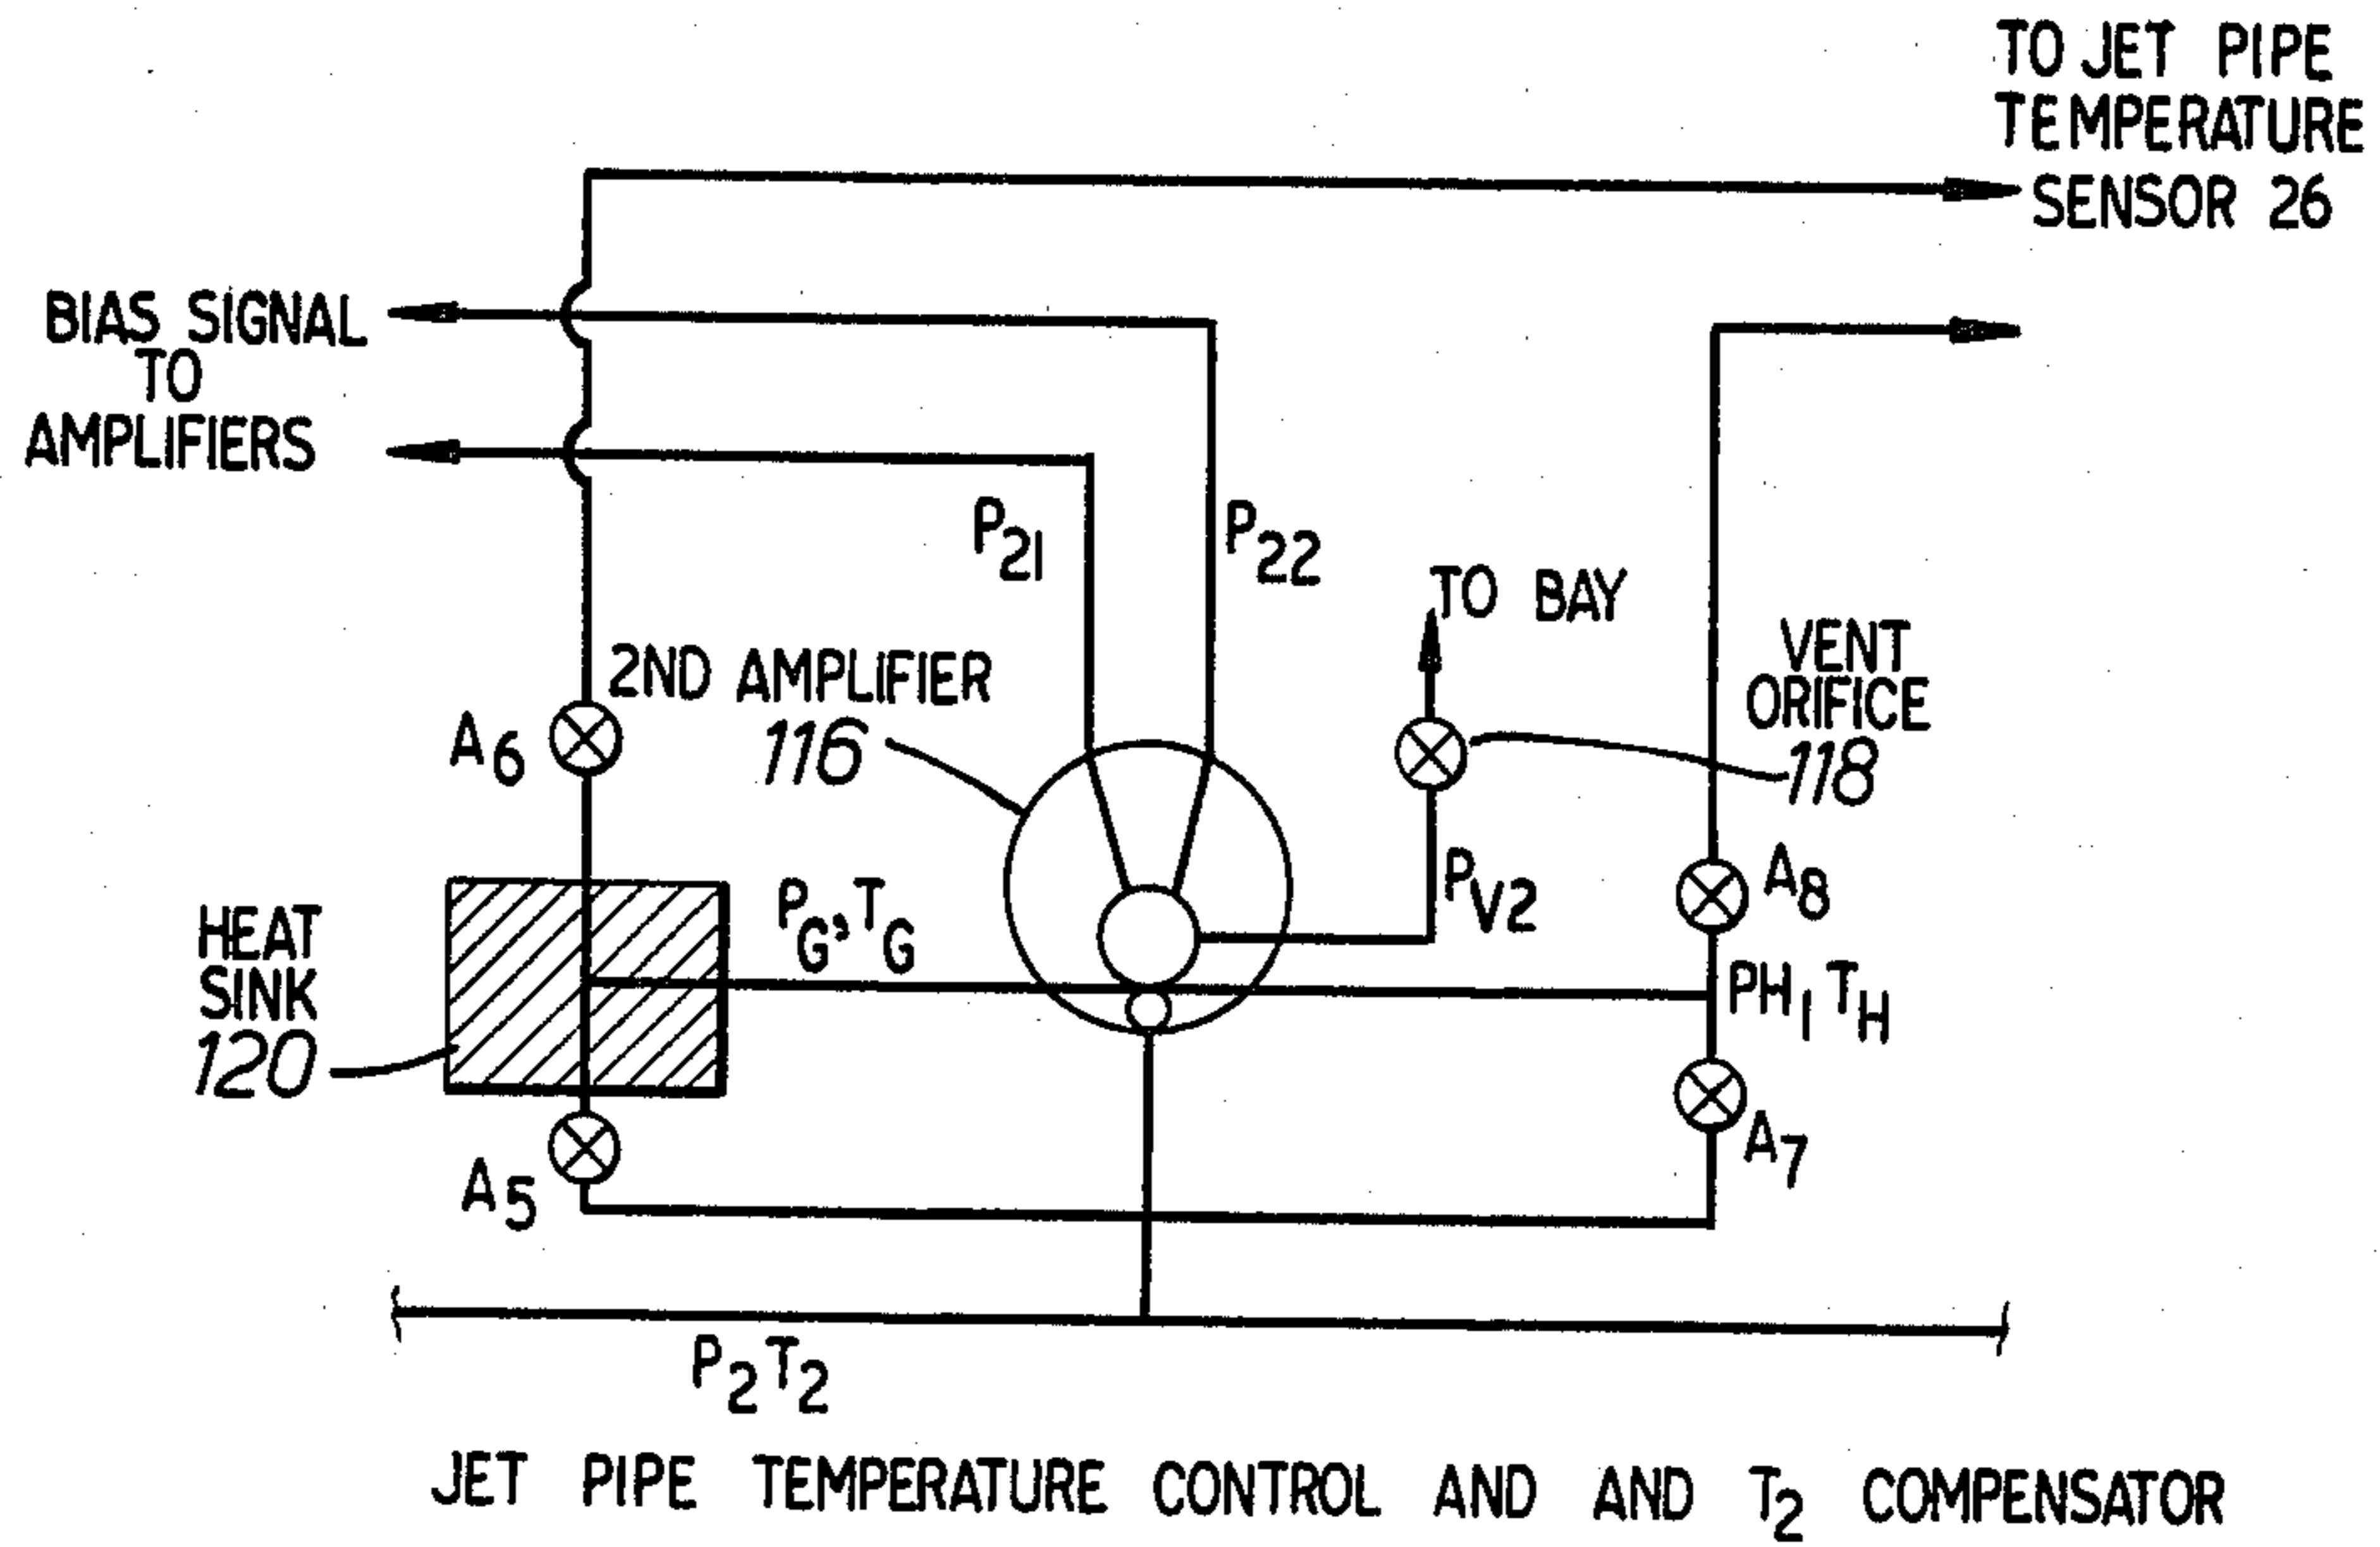 TO JET PIPE
TEMPERATURE
SENSOR 26
BIAS SIGNAL
TO
AMPLIFIERS
P21
P22
TO BAY
2ND AMPLIFIER
116
VENT
ORIFICE
118
A6
A8
PV2
PG, TG
HEAT
SINK
120
PH1 TH
A7
A5
P2 T2
JET PIPE TEMPERATURE CONTROL AND AND T2 COMPENSATOR